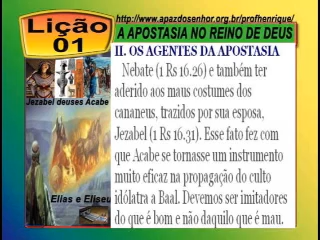 Lição
01
http://www.apazdosenhor.org.br/profhenrique/
A APOSTASIA NO REINO DE DEUS
II. OS AGENTES DA APOSTASIA
Nebate (1 Rs 16.26) e também ter
aderido aos maus costumes dos
cananeus, trazidos por sua esposa,
Jezabel (1 Rs 16.31). Esse fato fez com
que Acabe se tornasse um instrumento
muito eficaz na propagação do culto
idólatra a Baal. Devemos ser imitadores
do que é bom e não daquilo que é mau.
Jezabel deuses Acabe
Elias e Eliseu